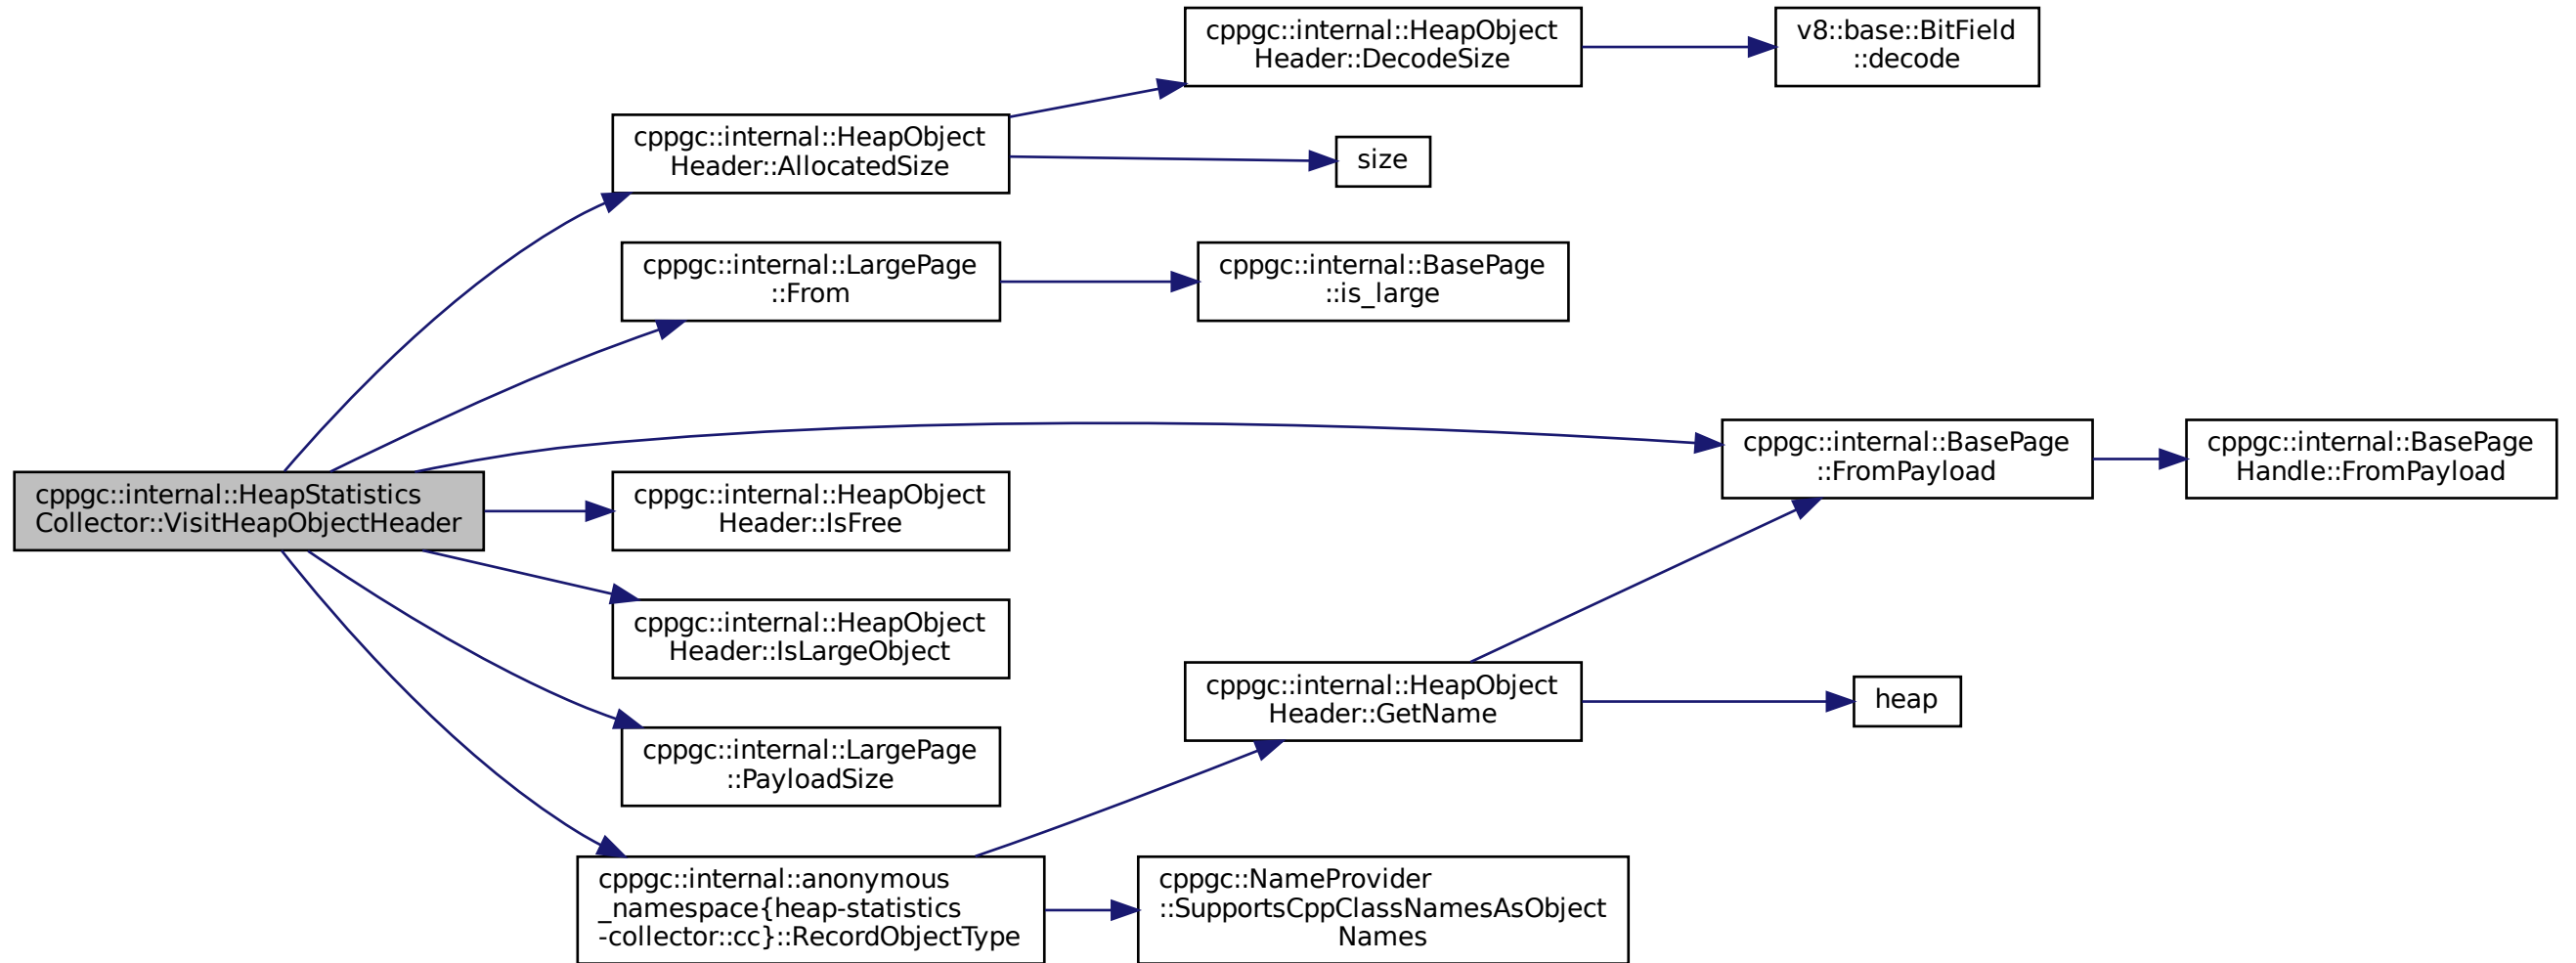 cppgc::internal::HeapStatistics
Collector::VisitHeapObjectHeader
cppgc::internal::HeapObject
Header::AllocatedSize
cppgc::internal::HeapObject
Header::DecodeSize
v8::base::BitField
::decode
size
cppgc::internal::LargePage
::From
cppgc::internal::BasePage
::is_large
cppgc::internal::BasePage
::FromPayload
cppgc::internal::BasePage
Handle::FromPayload
cppgc::internal::HeapObject
Header::IsFree
cppgc::internal::HeapObject
Header::IsLargeObject
cppgc::internal::LargePage
::PayloadSize
cppgc::internal::anonymous
_namespace{heap-statistics
-collector::cc}::RecordObjectType
cppgc::internal::HeapObject
Header::GetName
heap
cppgc::NameProvider
::SupportsCppClassNamesAsObject
Names